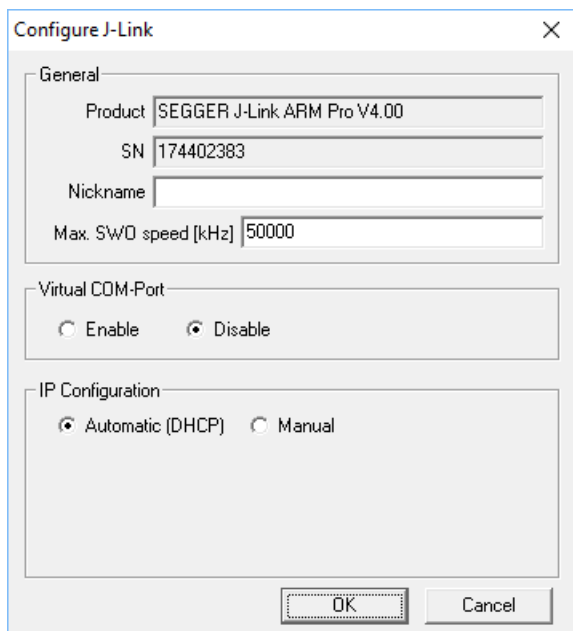 Configure J-Link
General
Product SEGGER J-Link ARM Pro V4.00
SN 174402383
Nickname
Max. SWO speed [kHz] 50000
Virtual COM-Port
Enable Disable
IP Configuration
Automatic (DHCP) Manual
OK Cancel